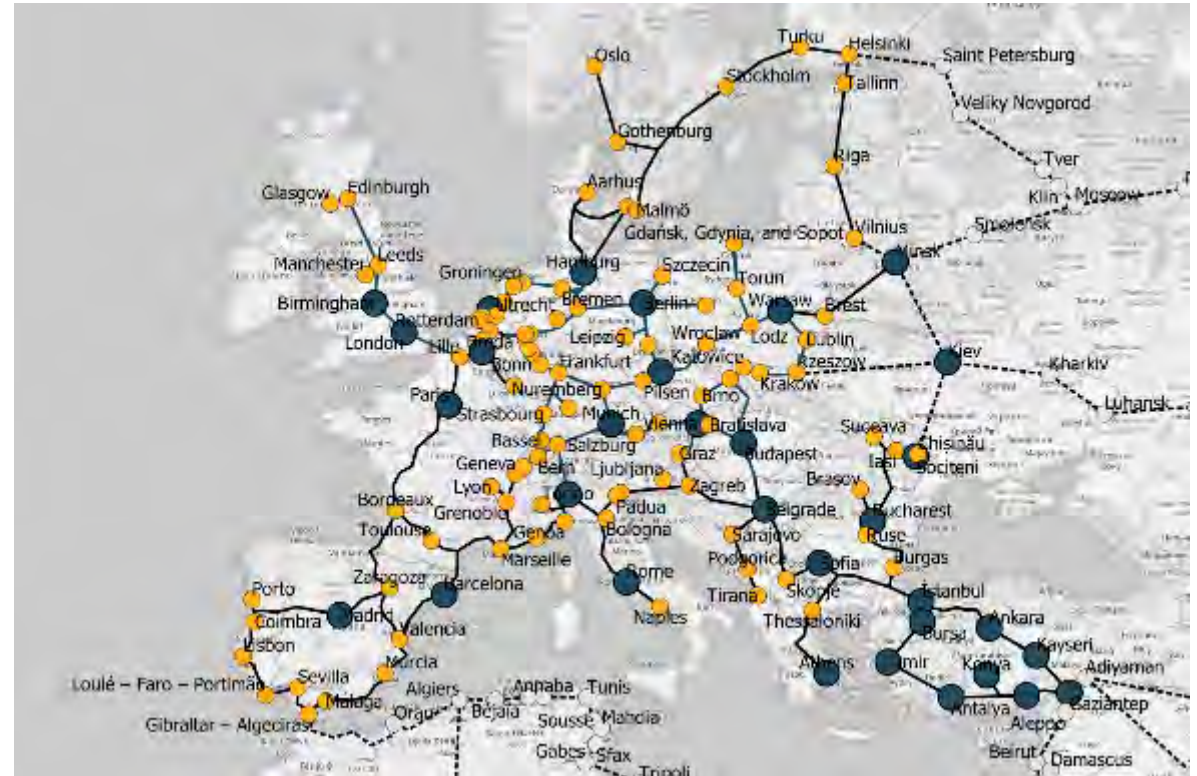 Turku
Helsinki
Oslo
Saint Petersburg
Stockholm
Tallinn
Veliky Novgorod
Gothenburg
Riga
Tver
Aarhus
Glasgow
Edinburgh
Klin
Moscow
Malmö
Smolensk
Gdańsk, Gdynia, and Sopot
Vilnius
Minsk
Leeds
Manchester
Groningen
Hamburg
Szczecin
Torun
Birmingham
Utrecht
Bremen
Berlin
Warsaw
Brest
Rotterdam
London
Lille
Breda
Leipzig
Wroclaw
Lodz
Lublin
Kiev
Bonn
Frankfurt
Katowice
Rzeszow
Kharkiv
Paris
Nuremberg
Pilsen
Brno
Krakow
Luhansk
Strasbourg
Munich
Vienna
Bratislava
Suceava
Chisinău
Basse
Salzburg
Graz
Budapest
Iasi
Sociteni
Geneva
Bern
Ljubljana
Brasov
Lyon
Zagreb
Bordeaux
Grenoble
Padua
Belgrade
Bucharest
Toulouse
Genoa
Bologna
Sarajevo
Ruse
Marseille
Rome
Podgorica
Sofia
Burgas
Porto
Zaragoza
Barcelona
Skopje
Istanbul
Coimbra
Madrid
Naples
Tirana
Thessaloniki
Ankara
Lisbon
Valencia
Bursa
Kayseri
Murcia
Athens
Izmir
Konya
Adiyaman
Loulé – Faro – Portimão
Sevilla
Algiers
Annaba
Tunis
Malaga
Oran
Bejaia
Sousse
Mahdia
Antalya
Gaziantep
Gibraltar – Algeciras
Aleppo
Gabes
Sfax
Beirut
Damascus
Tripoli